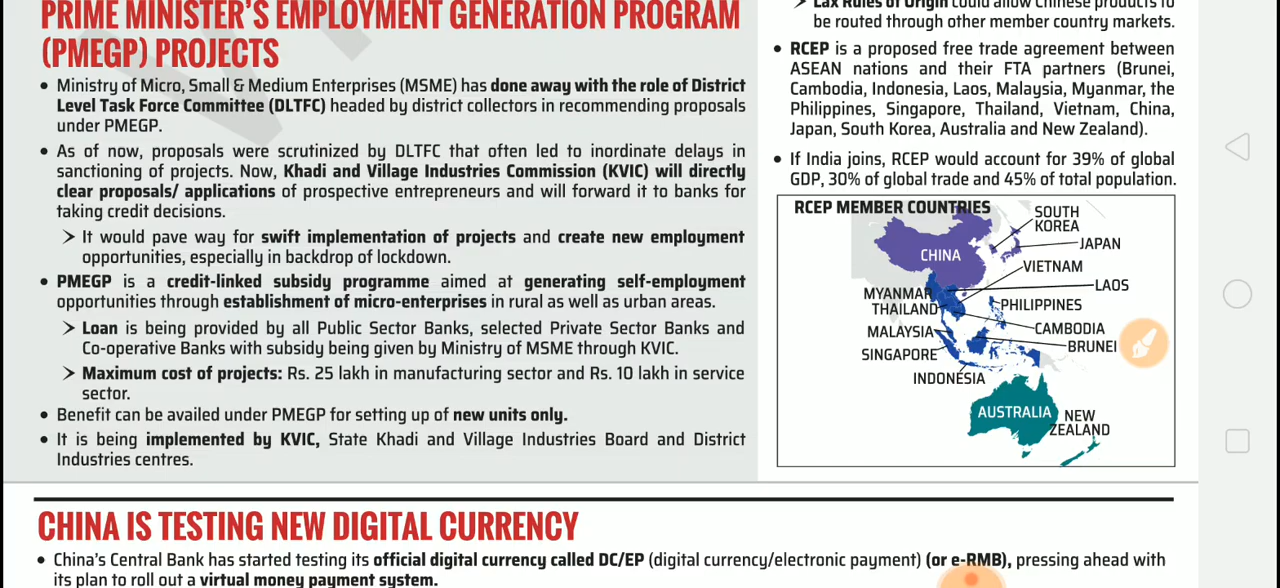 PRIME MINISTER'S EMPLOYMENT GENERATION PROGRAM
(PMEGP) PROJECTS
• Ministry of Micro, Small & Medium Enterprises (MSME) has done away with the role of District
Level Task Force Committee (DLTFC) headed by district collectors in recommending proposals
under PMEGP.
• As of now, proposals were scrutinized by DLTFC that often led to inordinate delays in
sanctioning of projects. Now, Khadi and Village Industries Commission (KVIC) will directly
clear proposals/ applications of prospective entrepreneurs and will forward it to banks for
taking credit decisions.
➢ It would pave way for swift implementation of projects and create new employment
opportunities, especially in backdrop of lockdown.
• PMEGP is a credit-linked subsidy programme aimed at generating self-employment
opportunities through establishment of micro-enterprises in rural as well as urban areas.
➢ Loan is being provided by all Public Sector Banks, selected Private Sector Banks and
Co-operative Banks with subsidy being given by Ministry of MSME through KVIC.
➢ Maximum cost of projects: Rs. 25 lakh in manufacturing sector and Rs. 10 lakh in service
sector.
• Benefit can be availed under PMEGP for setting up of new units only.
• It is being implemented by KVIC, State Khadi and Village Industries Board and District
Industries centres.
➢ Lax Rules of Origin could allow Chinese products to
be routed through other member country markets.
• RCEP is a proposed free trade agreement between
ASEAN nations and their FTA partners (Brunei,
Cambodia, Indonesia, Laos, Malaysia, Myanmar, the
Philippines, Singapore, Thailand, Vietnam, China,
Japan, South Korea, Australia and New Zealand).
• If India joins, RCEP would account for 39% of global
GDP, 30% of global trade and 45% of total population.
RCEP MEMBER COUNTRIES
SOUTH
KOREA
JAPAN
CHINA
VIETNAM
LAOS
MYANMAR
THAILAND
PHILIPPINES
MALAYSIA
CAMBODIA
BRUNEI
SINGAPORE
INDONESIA
AUSTRALIA
NEW
ZEALAND
CHINA IS TESTING NEW DIGITAL CURRENCY
• China's Central Bank has started testing its official digital currency called DC/EP (digital currency/electronic payment) (or e-RMB), pressing ahead with
its plan to roll out a virtual money payment system.